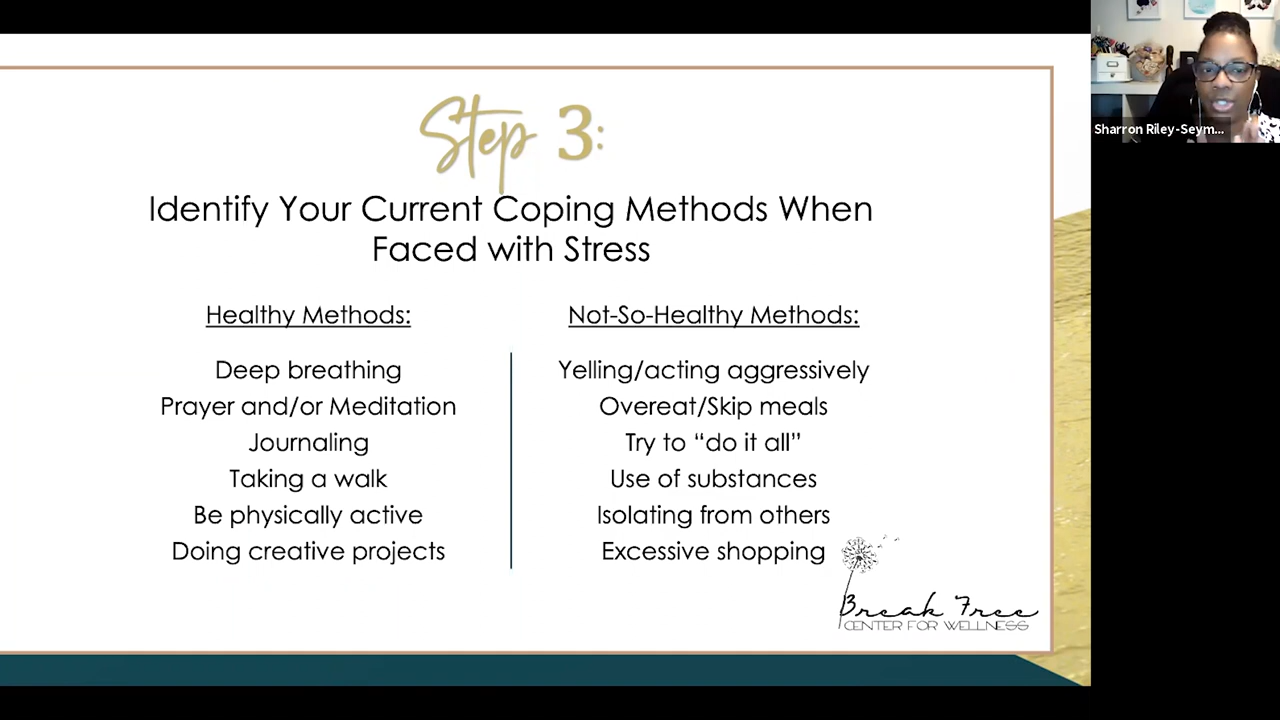 Step 3:
Identify Your Current Coping Methods When
Faced with Stress
Healthy Methods:
Deep breathing
Prayer and/or Meditation
Journaling
Taking a walk
Be physically active
Doing creative projects
Not-So-Healthy Methods:
Yelling/acting aggressively
Overeat/Skip meals
Try to “do it all”
Use of substances
Isolating from others
Excessive shopping
Break Free
CENTER FOR WELLNESS
Sharron Riley-Seym...